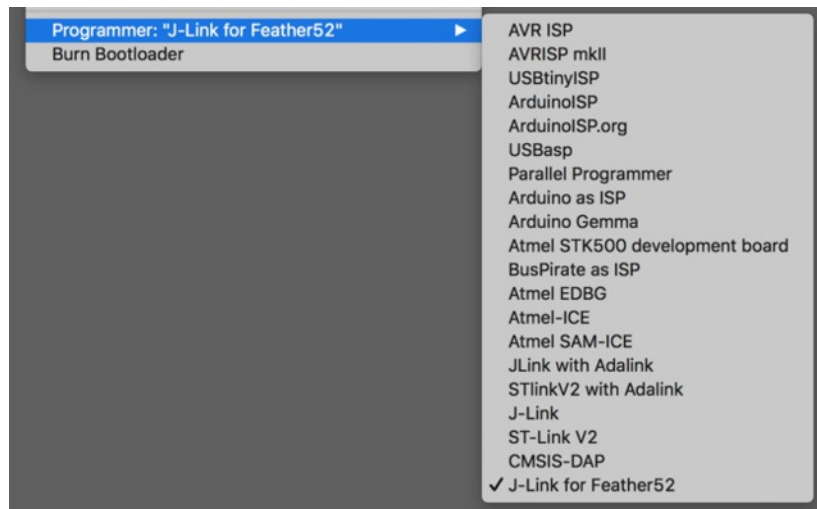 Programmer: "J-Link for Feather52"
Burn Bootloader
AVR ISP
AVRISP mkII
USBtinyISP
ArduinoISP
ArduinoISP.org
USBasp
Parallel Programmer
Arduino as ISP
Arduino Gemma
Atmel STK500 development board
BusPirate as ISP
Atmel EDBG
Atmel-ICE
Atmel SAM-ICE
JLink with Adalink
STlinkV2 with Adalink
J-Link
ST-Link V2
CMSIS-DAP
✓ J-Link for Feather52